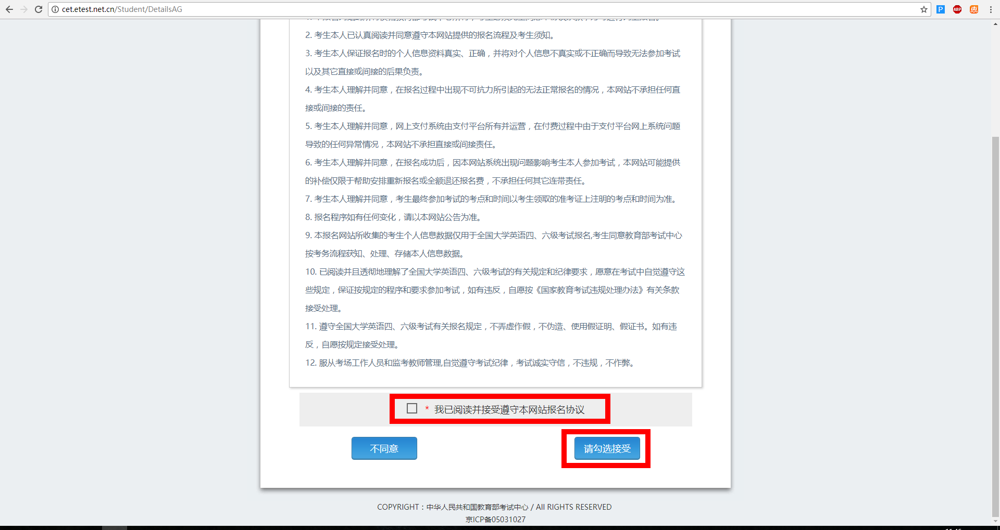 cet.etest.net.cn/Student/DetailsAG
P
ABP
惠
2. 考生本人已认真阅读并同意遵守本网站提供的报名流程及考生须知。
3. 考生本人保证报名时的个人信息资料真实、正确，并将对个人信息不真实或不正确而导致无法参加考试
以及其它直接或间接的后果负责。
4. 考生本人理解并同意，在报名过程中出现不可抗力所引起的无法正常报名的情况，本网站不承担任何直
接或间接的责任。
5. 考生本人理解并同意，网上支付系统由支付平台所有并运营，在付费过程中由于支付平台网上系统问题
导致的任何异常情况，本网站不承担直接或间接责任。
6. 考生本人理解并同意，在报名成功后，因本网站系统出现问题影响考生本人参加考试，本网站可能提供
的补偿仅限于帮助安排重新报名或全额退还报名费，不承担任何其它连带责任。
7. 考生本人理解并同意，考生最终参加考试的考点和时间以考生领取的准考证上注明的考点和时间为准。
8. 报名程序如有任何变化，请以本网站公告为准。
9. 本报名网站所收集的考生个人信息数据仅用于全国大学英语四、六级考试报名,考生同意教育部考试中心
按考务流程获知、处理、存储本人信息数据。
10. 已阅读并且透彻地理解了全国大学英语四、六级考试的有关规定和纪律要求，愿意在考试中自觉遵守这
些规定，保证按规定的程序和要求参加考试，如有违反，自愿按《国家教育考试违规处理办法》有关条款
接受处理。
11. 遵守全国大学英语四、六级考试有关报名规定，不弄虚作假，不伪造、使用假证明、假证书。如有违
反，自愿按规定接受处理。
12. 服从考场工作人员和监考教师管理,自觉遵守考试纪律，考试诚实守信，不违规，不作弊。
* 我已阅读并接受遵守本网站报名协议
不同意
请勾选接受
COPYRIGHT：中华人民共和国教育部考试中心 / All RIGHTS RESERVED
京ICP备05031027